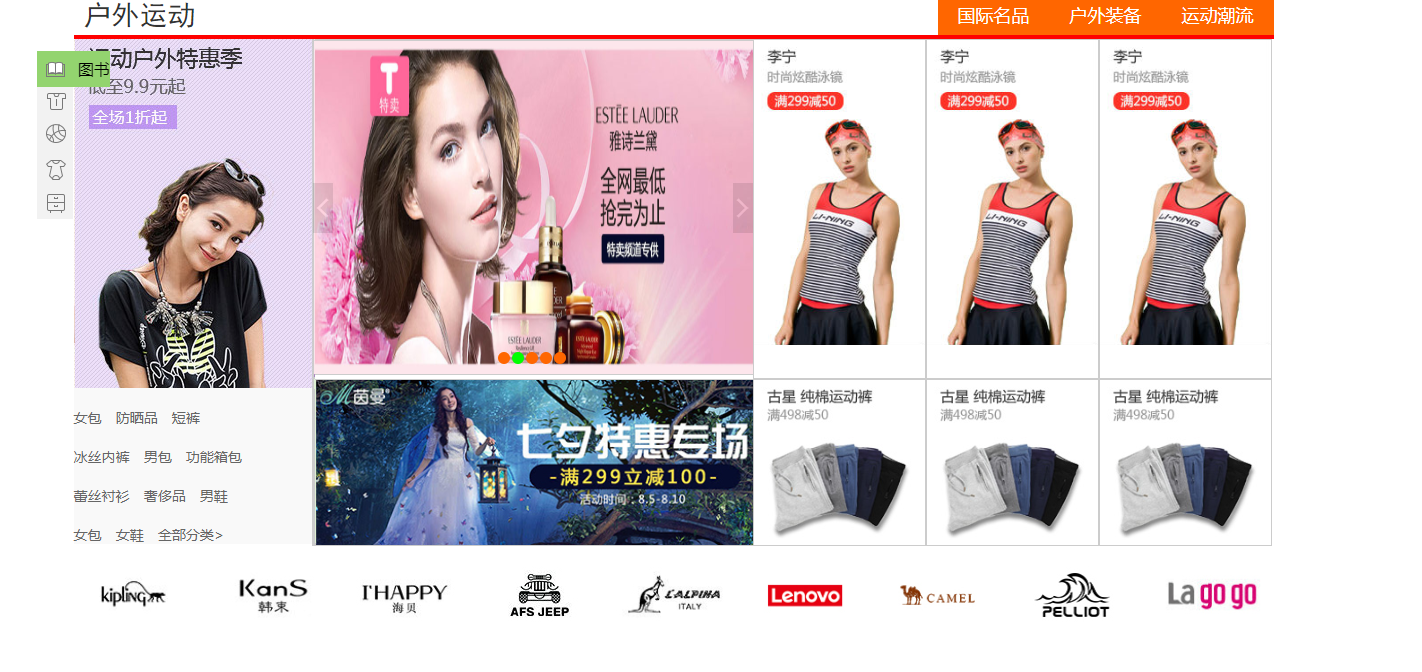 户外运动
国际名品 户外装备 运动潮流
图书
运动户外特惠季
低至9.9元起
全场1折起
女包 防晒品 短裤
冰丝内裤 男包 功能箱包
蕾丝衬衫 奢侈品 男鞋
女包 女鞋 全部分类>
T
特卖
ESTĒE LAUDER
雅诗兰黛
全网最低
抢完为止
特卖频道专供
ESTĒE LAUDER
茵曼
七夕特惠专场
-满299立减100-
活动时间：8.5-8.10
李宁
时尚炫酷泳镜
满299减50
LI-NING
李宁
时尚炫酷泳镜
满299减50
LI-NING
李宁
时尚炫酷泳镜
满299减50
LI-NING
古星 纯棉运动裤
满498减50
古星 纯棉运动裤
满498减50
古星 纯棉运动裤
满498减50
kipling
KanS
韩束
I'HAPPY
海贝
AFS JEEP
L'ALPINA
ITALY
Lenovo
CAMEL
PELLIOT
La go go